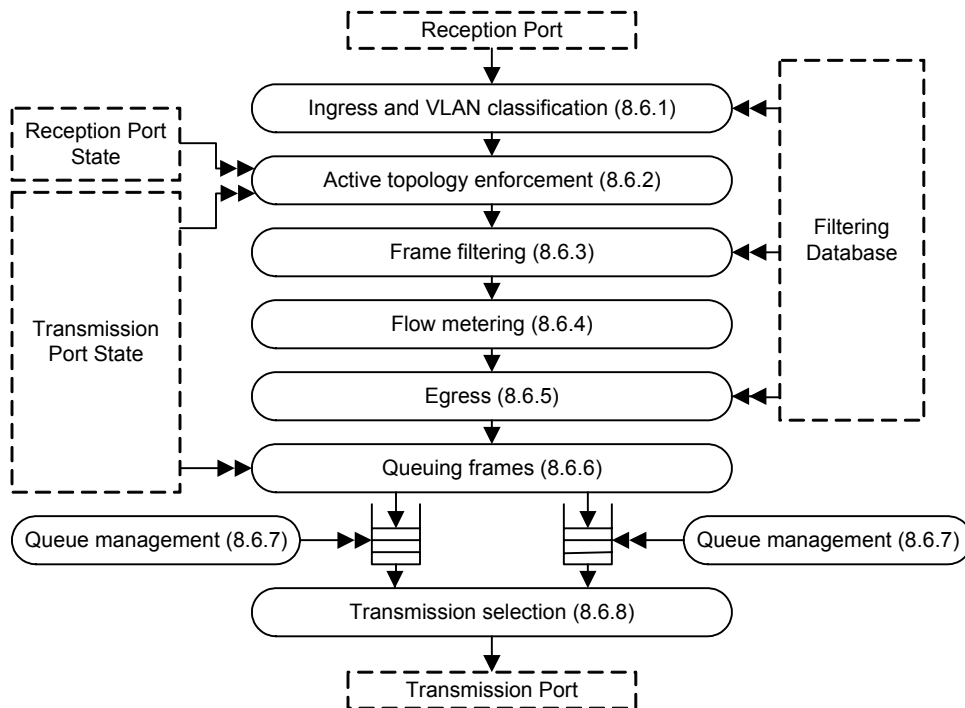 Reception Port
Ingress and VLAN classification (8.6.1)
Reception Port
State
Active topology enforcement (8.6.2)
Frame filtering (8.6.3)
Filtering
Database
Flow metering (8.6.4)
Transmission
Port State
Egress (8.6.5)
Queuing frames (8.6.6)
Queue management (8.6.7)
Queue management (8.6.7)
Transmission selection (8.6.8)
Transmission Port